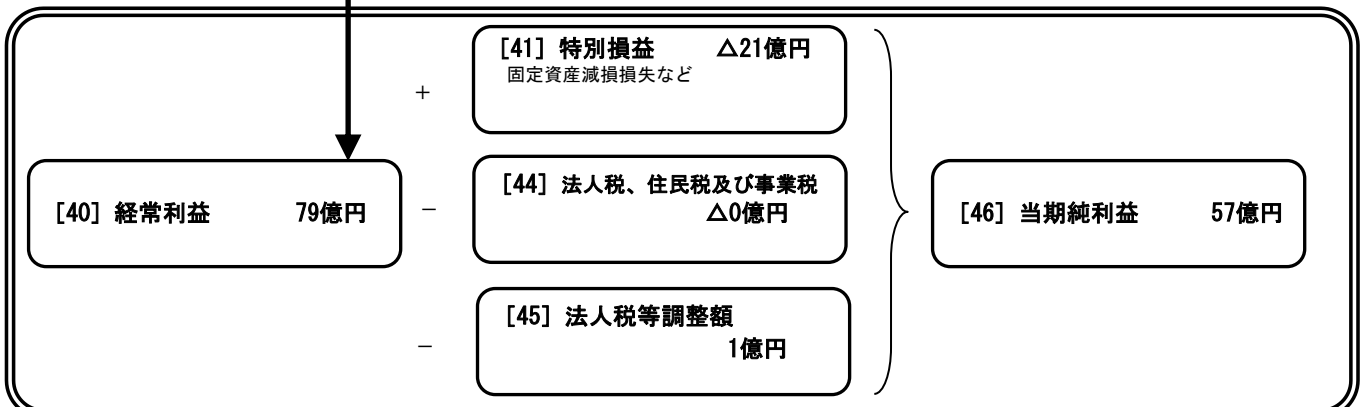 [41] 特別損益 △21億円
固定資産減損損失など
+
[40] 経常利益 79億円
−
[44] 法人税、住民税及び事業税
△0億円
[46] 当期純利益 57億円
−
[45] 法人税等調整額
1億円